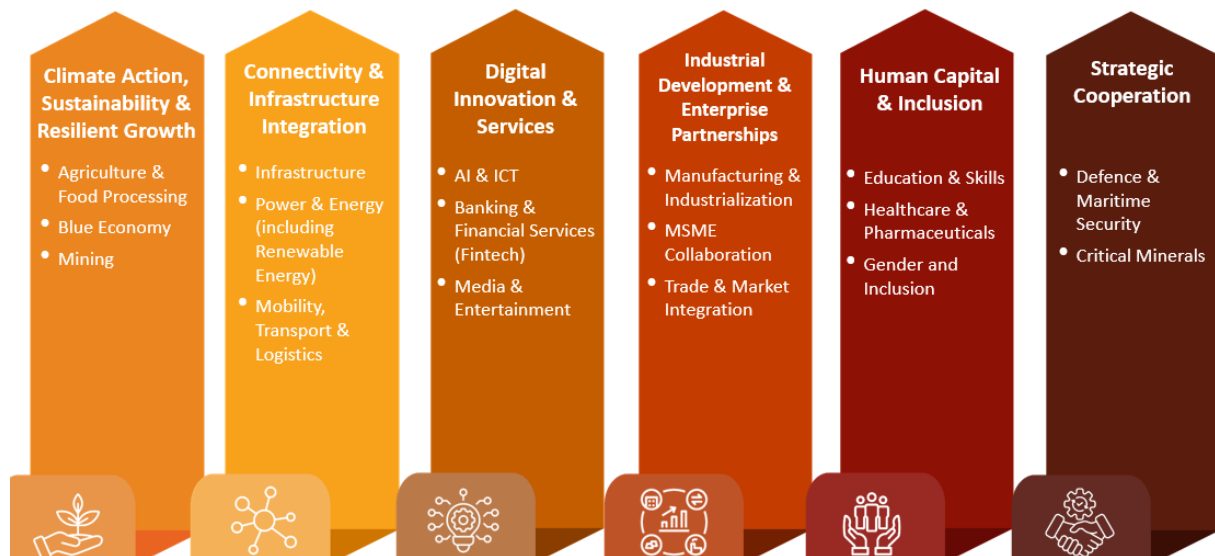 Climate Action,
Sustainability &
Resilient Growth
• Agriculture &
Food Processing
• Blue Economy
• Mining
Connectivity &
Infrastructure
Integration
• Infrastructure
• Power & Energy
(including
Renewable
Energy)
• Mobility,
Transport &
Logistics
Digital
Innovation &
Services
• AI & ICT
• Banking &
Financial Services
(Fintech)
• Media &
Entertainment
Industrial
Development &
Enterprise
Partnerships
• Manufacturing &
Industrialization
• MSME
Collaboration
• Trade & Market
Integration
Human Capital
& Inclusion
• Education & Skills
• Healthcare &
Pharmaceuticals
• Gender and
Inclusion
Strategic
Cooperation
• Defence &
Maritime
Security
• Critical Minerals